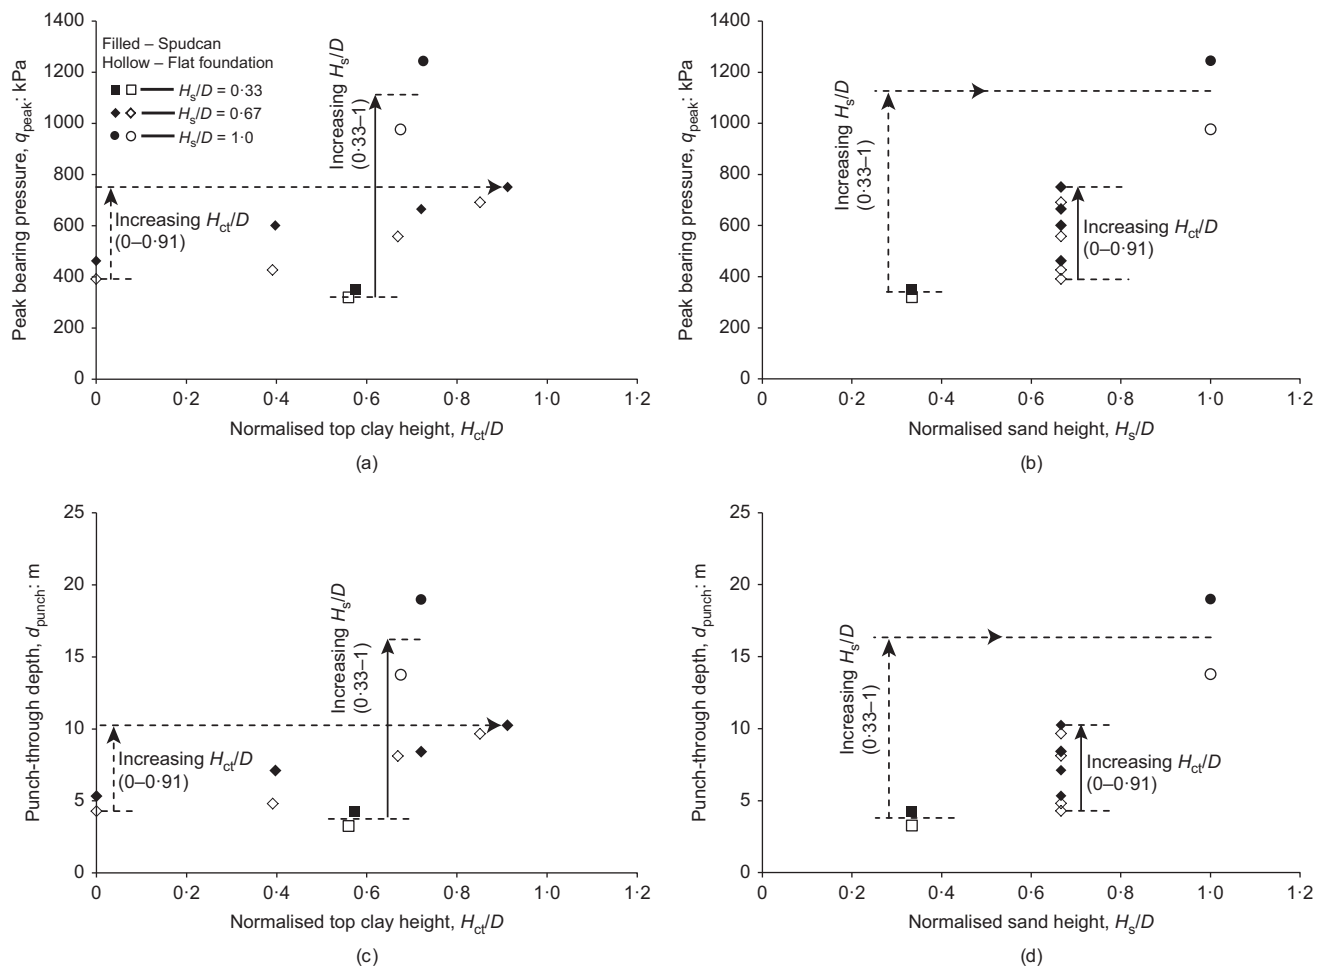 1400
1200
1000
800
600
400
200
0
Peak bearing pressure, q_peak: kPa
Filled – Spudcan
Hollow – Flat foundation
H_s/D = 0·33
H_s/D = 0·67
H_s/D = 1·0
Increasing H_s/D
(0·33–1)
Increasing H_ct/D
(0–0·91)
0 0·2 0·4 0·6 0·8 1·0 1·2
Normalised top clay height, H_ct/D
(a)
1400
1200
1000
800
600
400
200
0
Peak bearing pressure, q_peak: kPa
Increasing H_s/D
(0·33–1)
Increasing H_ct/D
(0–0·91)
0 0·2 0·4 0·6 0·8 1·0 1·2
Normalised sand height, H_s/D
(b)
25
20
15
10
5
0
Punch-through depth, d_punch: m
Increasing H_s/D
(0·33–1)
Increasing H_ct/D
(0–0·91)
0 0·2 0·4 0·6 0·8 1·0 1·2
Normalised top clay height, H_ct/D
(c)
25
20
15
10
5
0
Punch-through depth, d_punch: m
Increasing H_s/D
(0·33–1)
Increasing H_ct/D
(0–0·91)
0 0·2 0·4 0·6 0·8 1·0 1·2
Normalised sand height, H_s/D
(d)